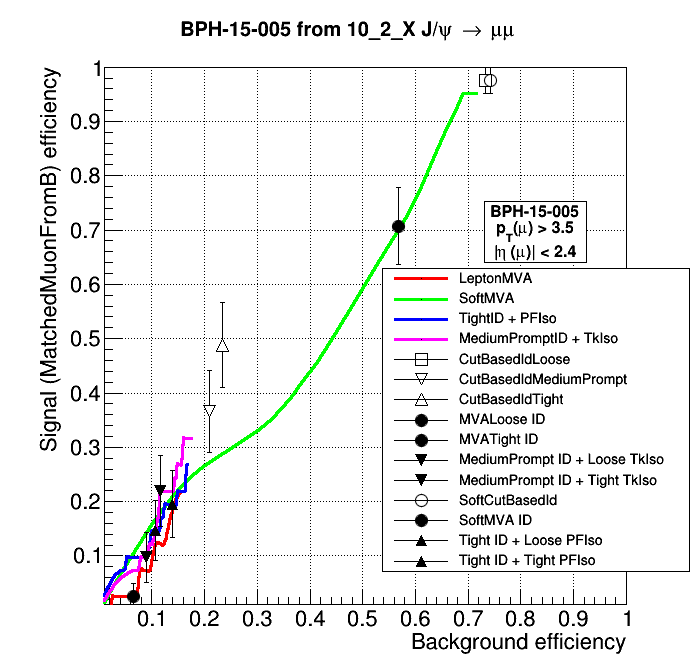 BPH-15-005 from 10_2_X J/ψ → μμ
Signal (MatchedMuonFromB) efficiency
1
0.9
0.8
0.7
0.6
0.5
0.4
0.3
0.2
0.1
BPH-15-005
pT(μ) > 3.5
|η (μ)| < 2.4
LeptonMVA
SoftMVA
TightID + PFIso
MediumPromptID + TkIso
CutBasedIdLoose
CutBasedIdMediumPrompt
CutBasedIdTight
MVALoose ID
MVATight ID
MediumPrompt ID + Loose TkIso
MediumPrompt ID + Tight TkIso
SoftCutBasedId
SoftMVA ID
Tight ID + Loose PFIso
Tight ID + Tight PFIso
0.1 0.2 0.3 0.4 0.5 0.6 0.7 0.8 0.9 1
Background efficiency